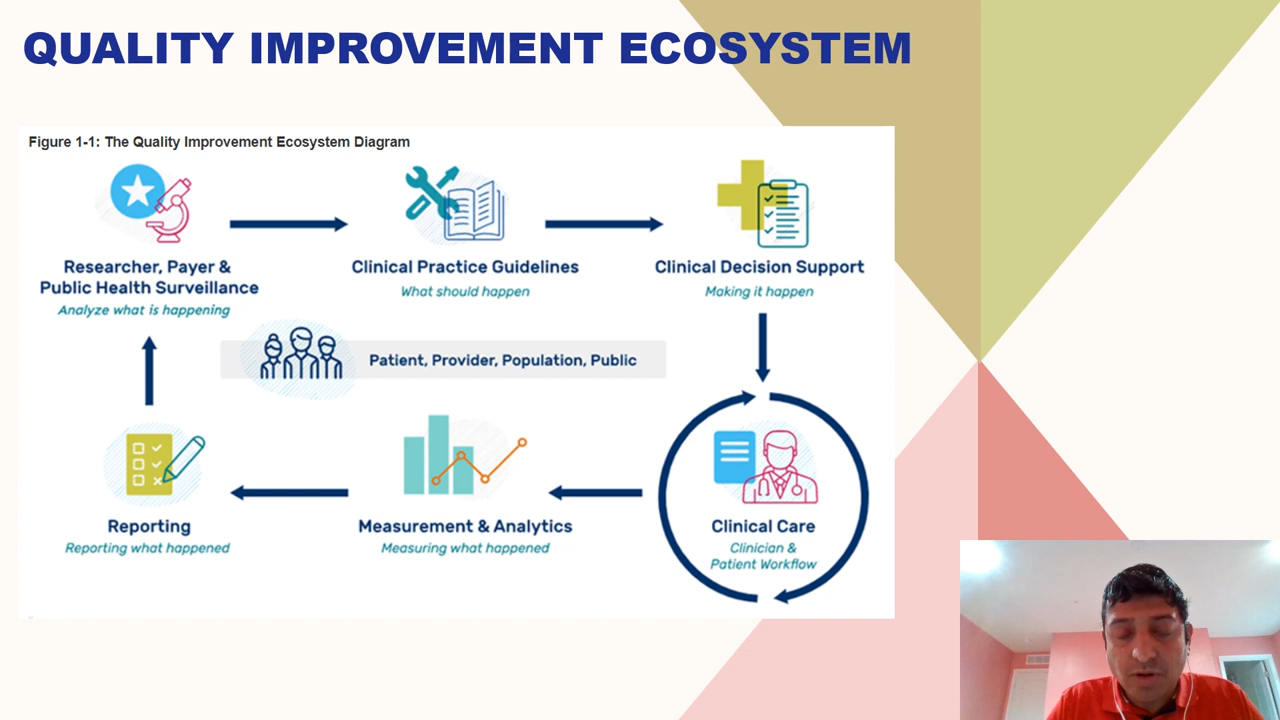 QUALITY IMPROVEMENT ECOSYSTEM
Figure 1-1: The Quality Improvement Ecosystem Diagram
Researcher, Payer &
Public Health Surveillance
Analyze what is happening
Clinical Practice Guidelines
What should happen
Clinical Decision Support
Making it happen
Patient, Provider, Population, Public
Reporting
Reporting what happened
Measurement & Analytics
Measuring what happened
Clinical Care
Clinician &
Patient Workflow